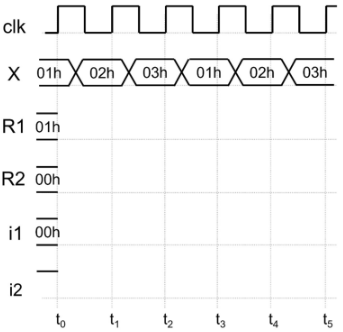 clk
X 01h 02h 03h 01h 02h 03h
R1 01h
R2 00h
i1 00h
i2
t0 t1 t2 t3 t4 t5